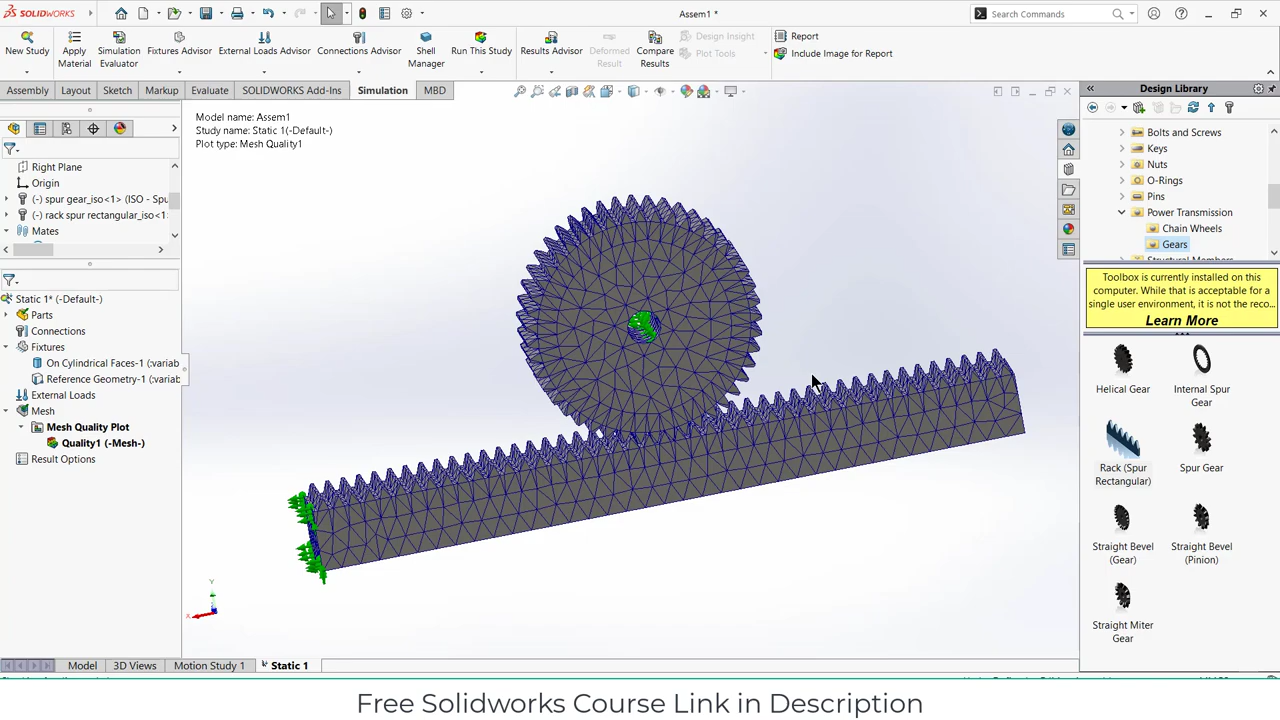 SOLIDWORKS
Assem1 *
Search Commands
New Study
Apply Material
Simulation Evaluator
Fixtures Advisor
External Loads Advisor
Connections Advisor
Shell Manager
Run This Study
Results Advisor
Deformed Result
Compare Results
Design Insight
Plot Tools
Report
Include Image for Report
Assembly
Layout
Sketch
Markup
Evaluate
SOLIDWORKS Add-Ins
Simulation
MBD
Right Plane
Origin
(-) spur gear_iso<1> (ISO - Spu
(-) rack spur rectangular_iso<1>
Mates
Static 1* (-Default-)
Parts
Connections
Fixtures
On Cylindrical Faces-1 (:variab
Reference Geometry-1 (:variab
External Loads
Mesh
Mesh Quality Plot
Quality1 (-Mesh-)
Result Options
Model name: Assem1
Study name: Static 1(-Default-)
Plot type: Mesh Quality1
Y
X
Design Library
Bolts and Screws
Keys
Nuts
O-Rings
Pins
Power Transmission
Chain Wheels
Gears
Structural Members
Toolbox is currently installed on this
computer. While that is acceptable for a
single user environment, it is not the reco...
Learn More
Helical Gear
Internal Spur
Gear
Rack (Spur
Rectangular)
Spur Gear
Straight Bevel
(Gear)
Straight Bevel
(Pinion)
Straight Miter
Gear
Model
3D Views
Motion Study 1
Static 1
Free Solidworks Course Link in Description